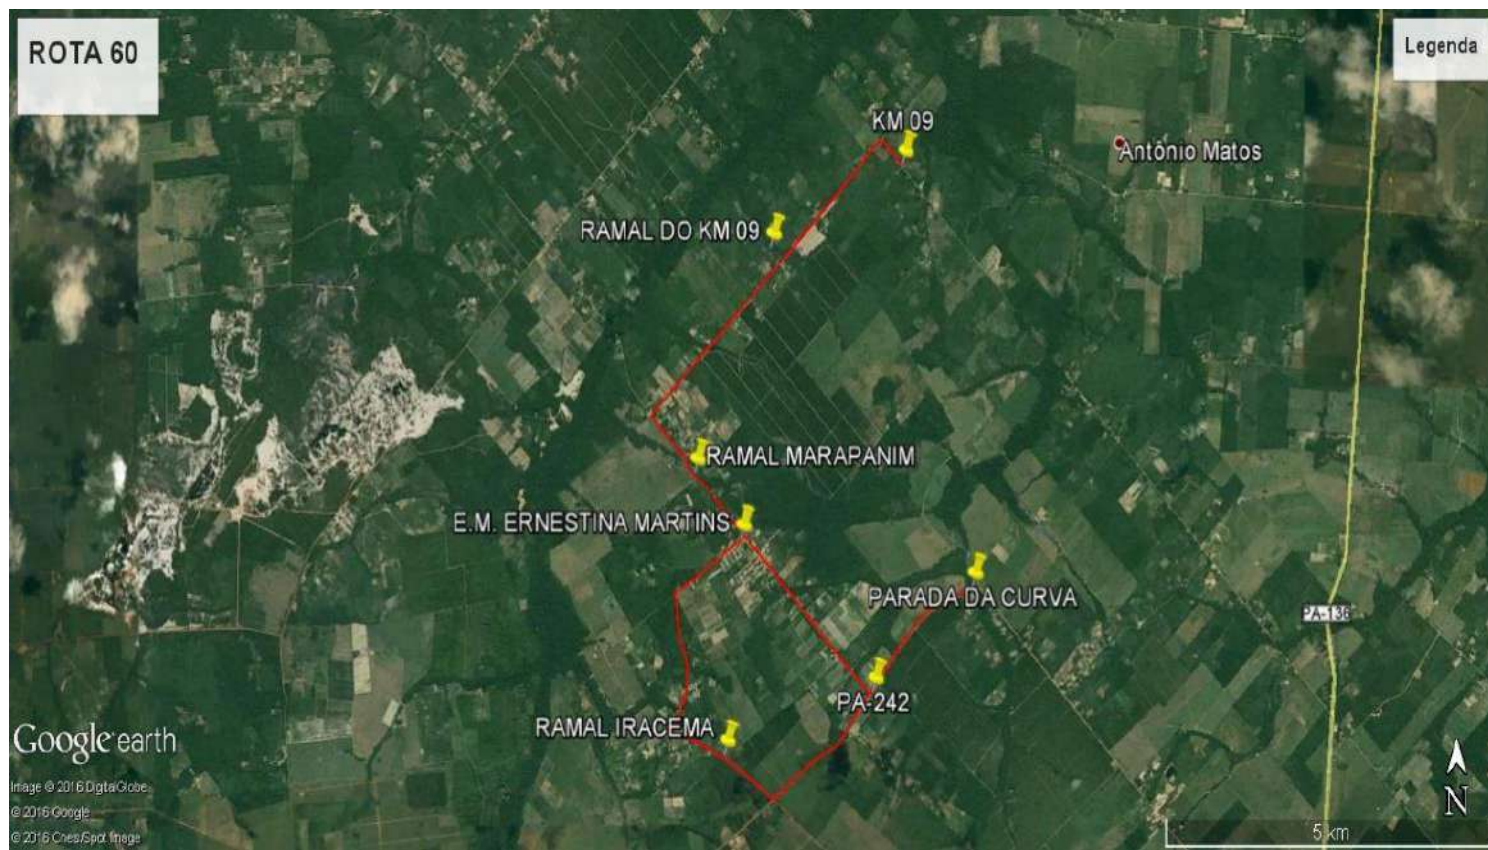 ROTA 60
Legenda
KM 09
Antônio Matos
RAMAL DO KM 09
RAMAL MARAPANIM
E.M. ERNESTINA MARTINS
PARADA DA CURVA
PA-136
PA-242
RAMAL IRACEMA
Google earth
Image © 2016 DigitalGlobe
© 2016 Google
© 2016 Cnes/Spot Image
N
5 km